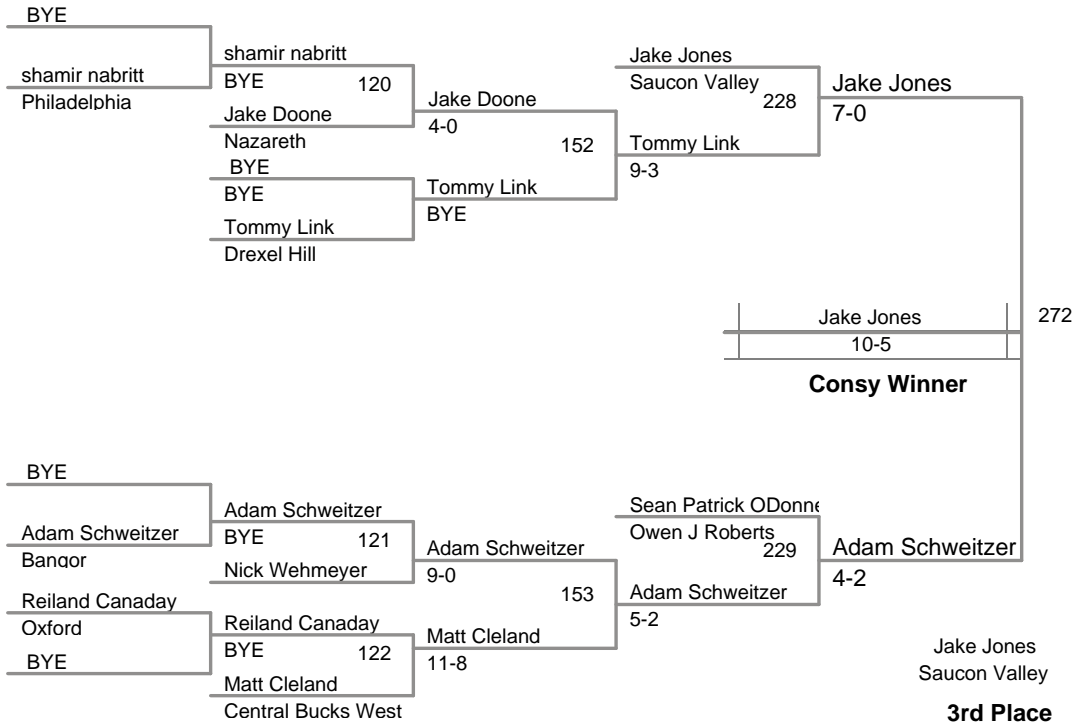 BYE
shamir nabritt
Philadelphia
shamir nabritt
BYE
120
Jake Doone
Nazareth
BYE
BYE
Tommy Link
Drexel Hill
Jake Doone
4-0
152
Tommy Link
BYE
Jake Jones
Saucon Valley
228
Tommy Link
9-3
Jake Jones
7-0
272
Jake Jones
10-5
Consy Winner
BYE
Adam Schweitzer
Bangor
Reiland Canaday
Oxford
BYE
Adam Schweitzer
BYE
121
Nick Wehmeyer
Reiland Canaday
BYE
122
Matt Cleland
Central Bucks West
Adam Schweitzer
9-0
153
Matt Cleland
11-8
Sean Patrick ODonne
Owen J Roberts
229
Adam Schweitzer
5-2
Adam Schweitzer
4-2
Jake Jones
Saucon Valley
3rd Place